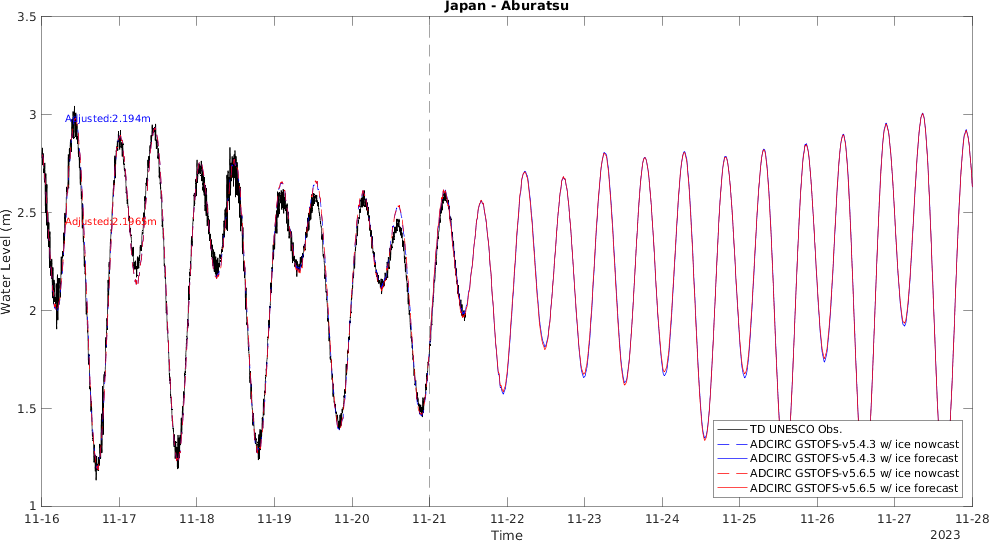 Japan - Aburatsu
3.5
3
2.5
2
1.5
1
Water Level (m)
Adjusted:2.194m
Adjusted:2.1965m
TD UNESCO Obs.
ADCIRC GSTOFS-v5.4.3 w/ ice nowcast
ADCIRC GSTOFS-v5.4.3 w/ ice forecast
ADCIRC GSTOFS-v5.6.5 w/ ice nowcast
ADCIRC GSTOFS-v5.6.5 w/ ice forecast
11-16 11-17 11-18 11-19 11-20 11-21 11-22 11-23 11-24 11-25 11-26 11-27 11-28
Time
2023